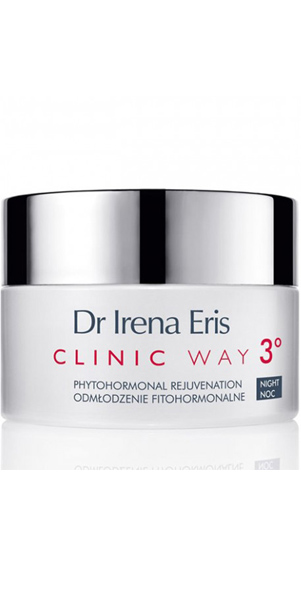 Dr Irena Eris
CLINIC WAY 3°
PHYTOHORMONAL REJUVENATION
ODMŁODZENIE FITOHORMONALNE
NIGHT
NOC